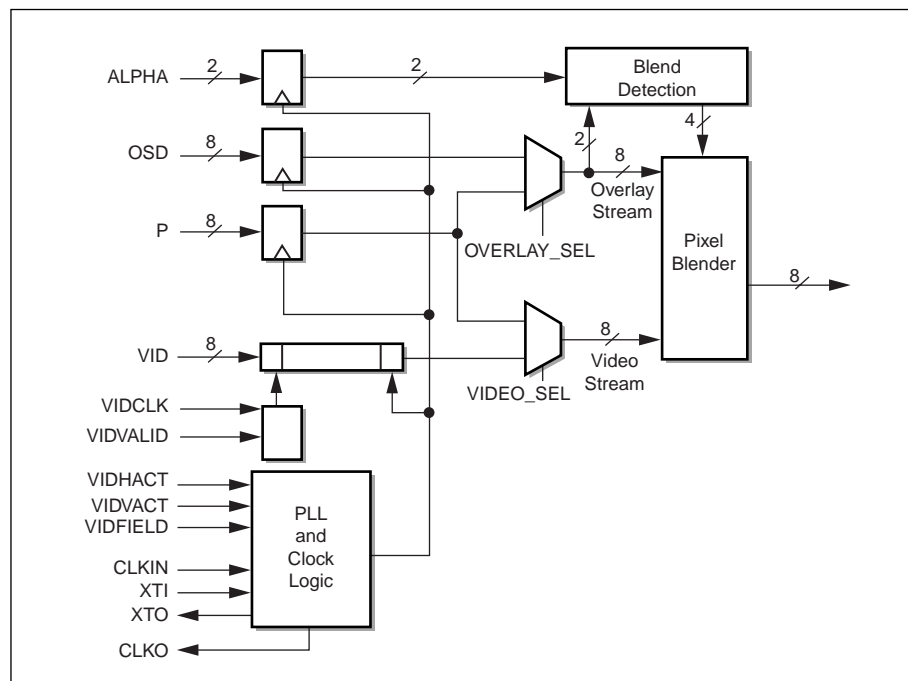 ALPHA
2
2
Blend
Detection
4
OSD
8
2
8
Overlay
Stream
P
8
OVERLAY_SEL
Pixel
Blender
8
VID
8
8
Video
Stream
VIDEO_SEL
VIDCLK
VIDVALID
VIDHACT
VIDVACT
VIDFIELD
PLL
and
Clock
Logic
CLKIN
XTI
XTO
CLKO